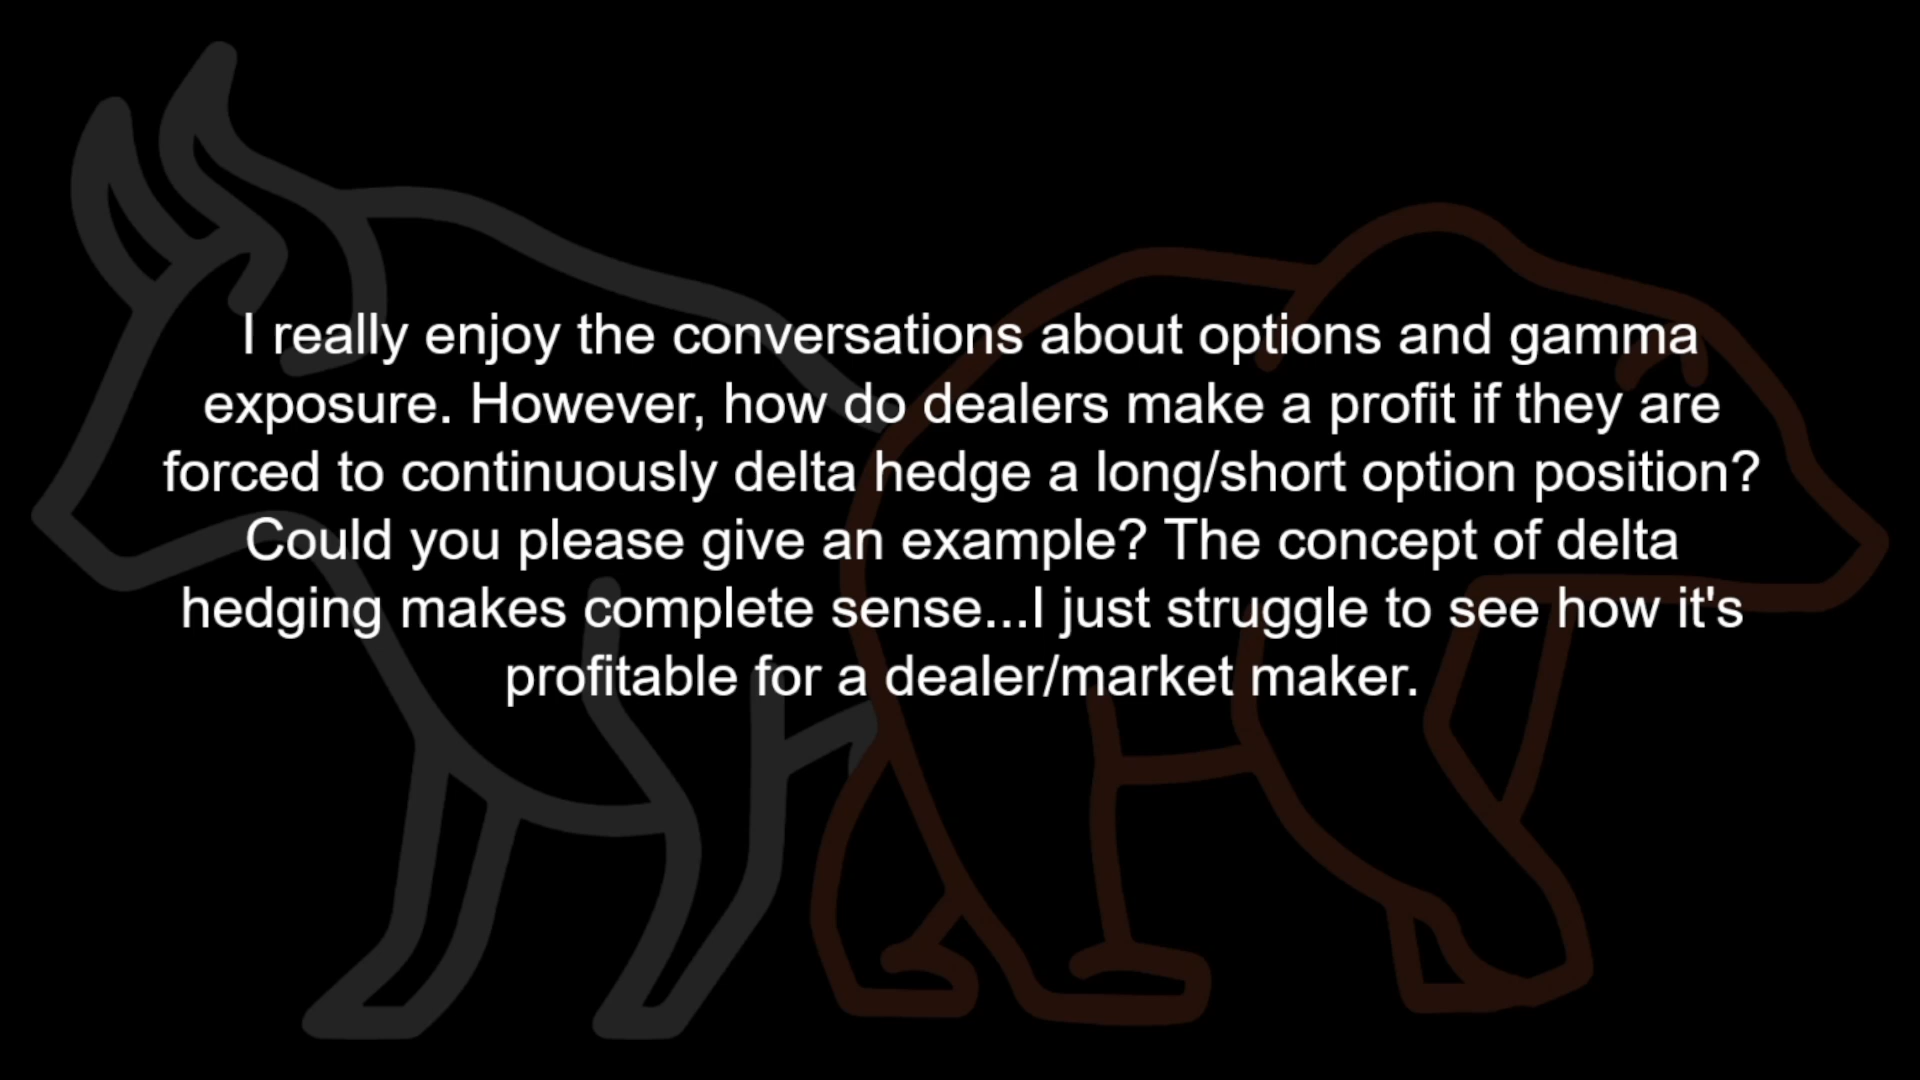 I really enjoy the conversations about options and gamma
exposure. However, how do dealers make a profit if they are
forced to continuously delta hedge a long/short option position?
Could you please give an example? The concept of delta
hedging makes complete sense...I just struggle to see how it's
profitable for a dealer/market maker.